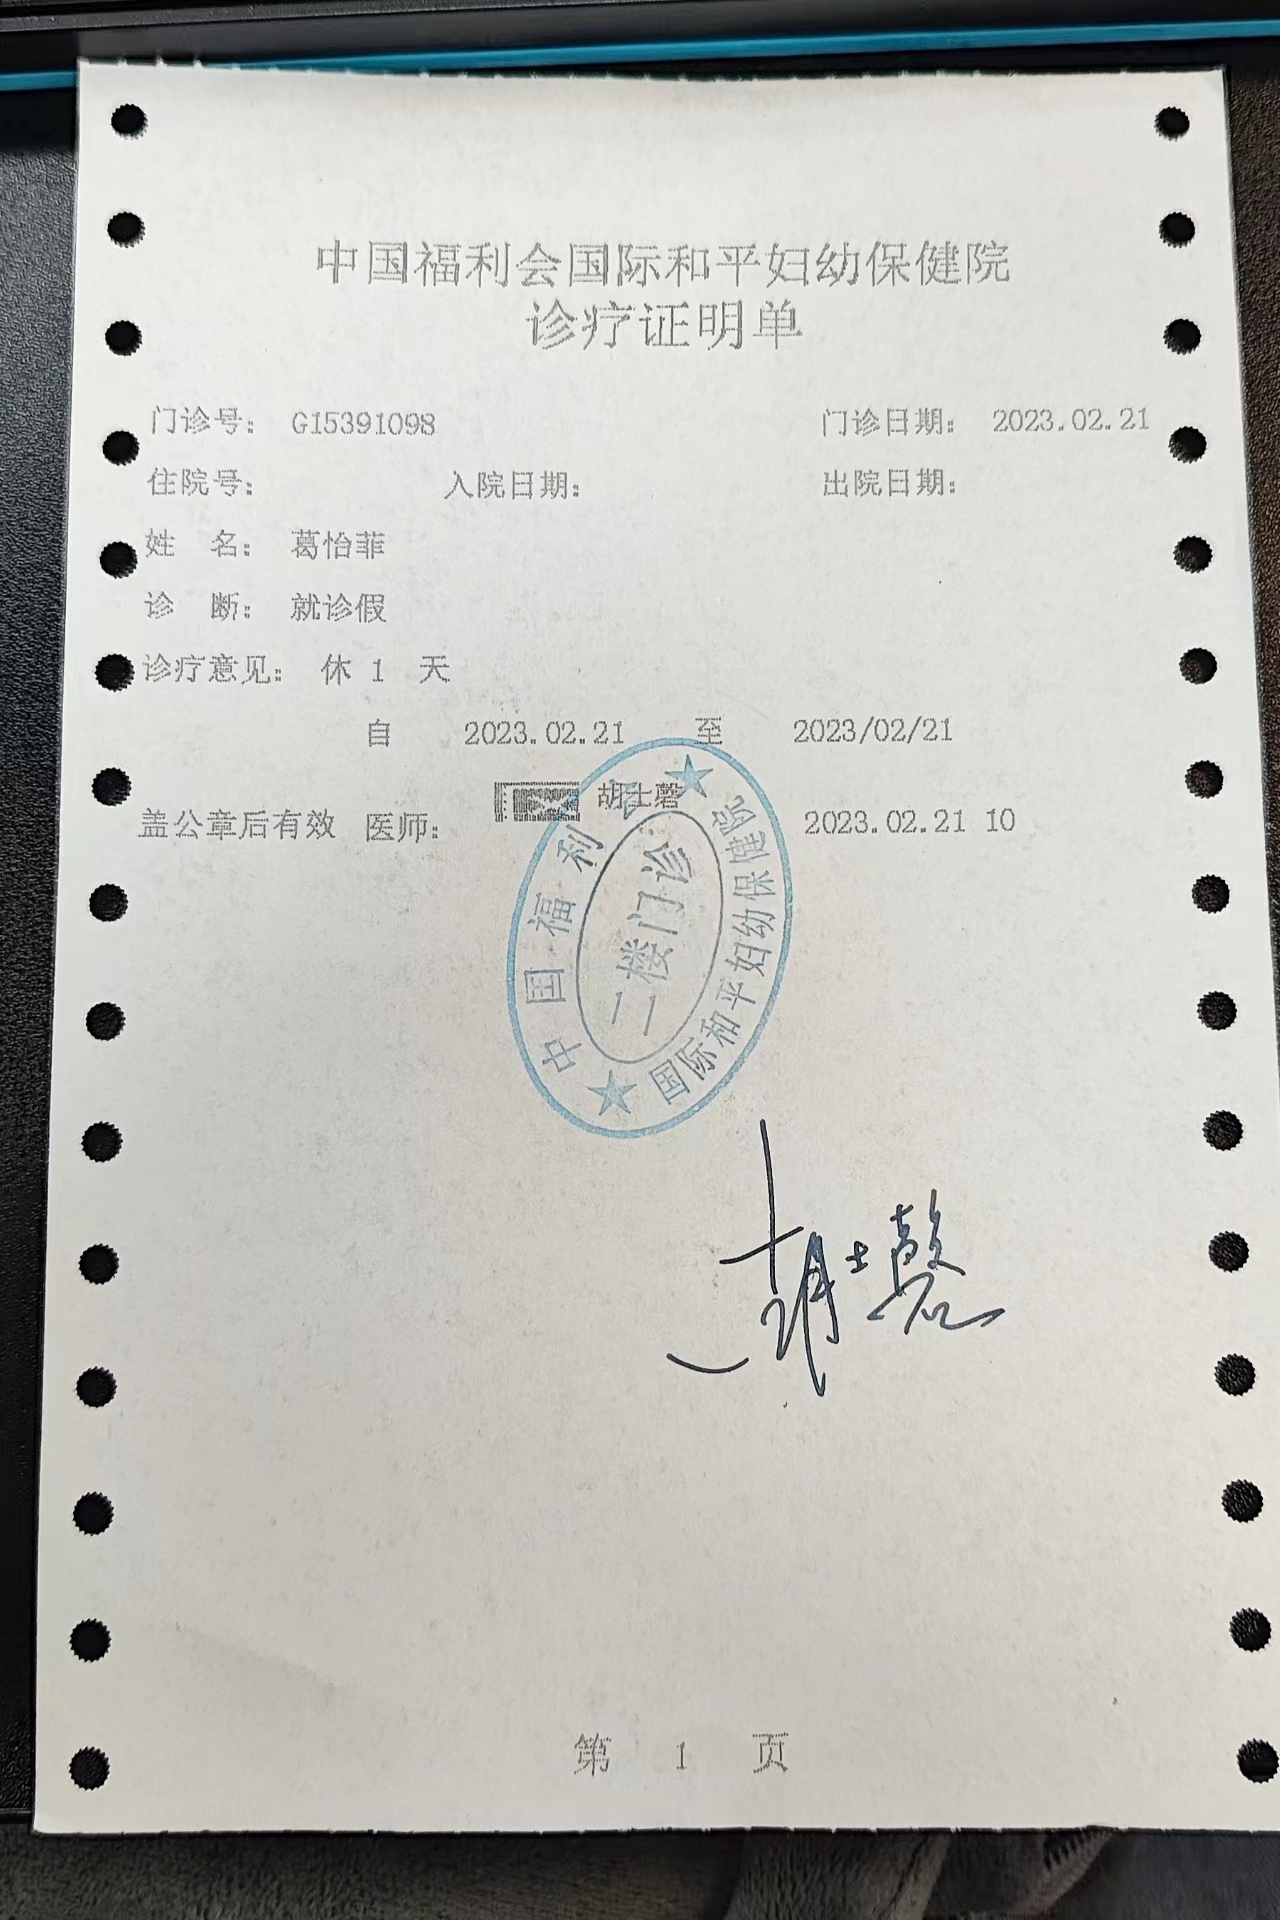 中国福利会国际和平妇幼保健院
诊疗证明单
门诊号： G15391098 门诊日期： 2023.02.21
住院号： 入院日期： 出院日期：
姓 名： 葛怡菲
诊 断： 就诊假
诊疗意见： 休 1 天
自 2023.02.21 至 2023/02/21
盖公章后有效 医师： 胡士磬 2023.02.21 10
中国福利会
二楼门诊
国际和平妇幼保健院
胡士磬
第 1 页